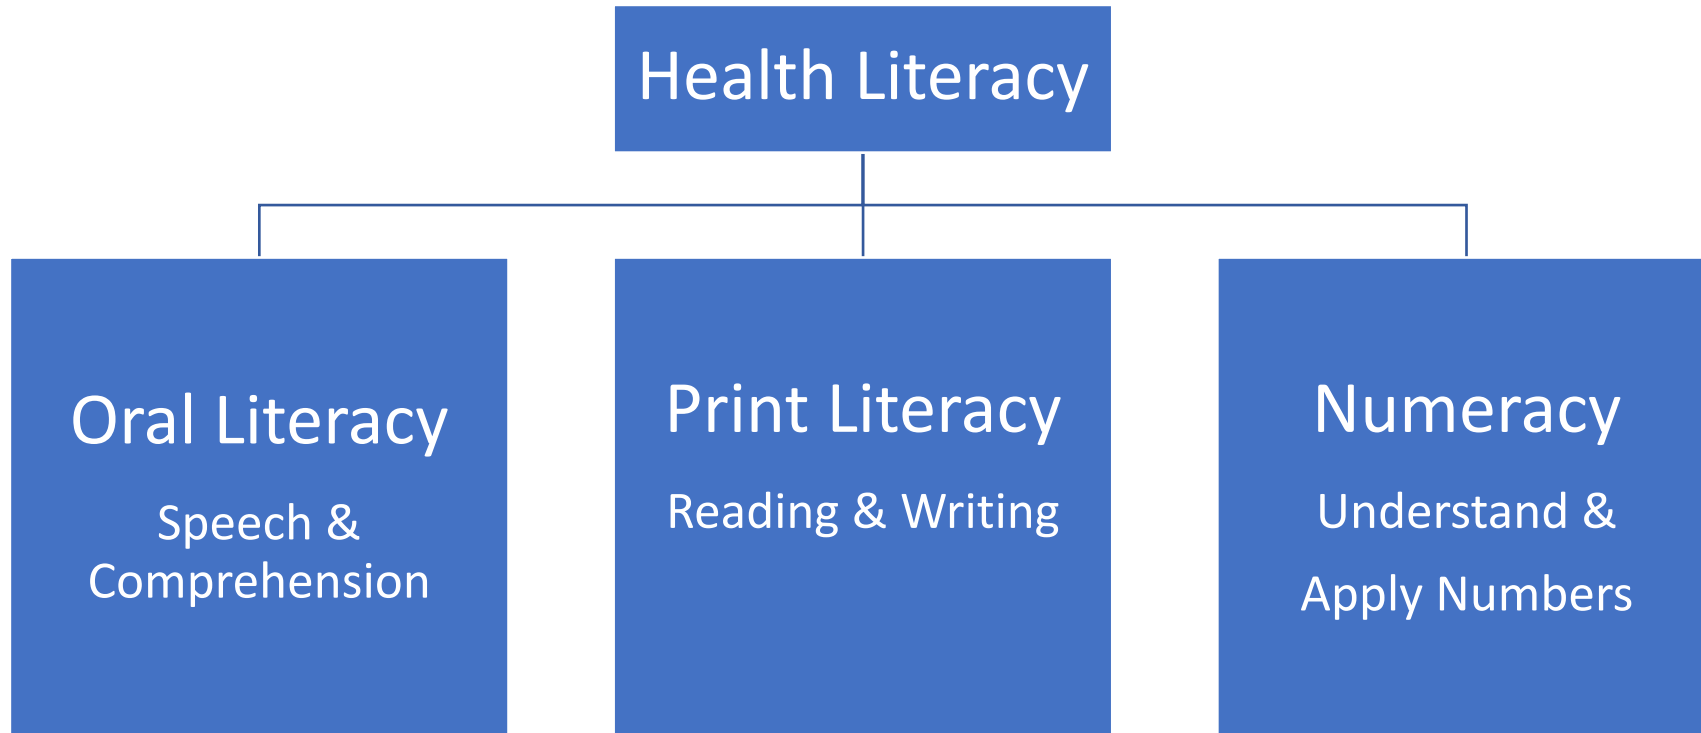 Health Literacy
Oral Literacy
Speech &
Comprehension
Print Literacy
Reading & Writing
Numeracy
Understand &
Apply Numbers